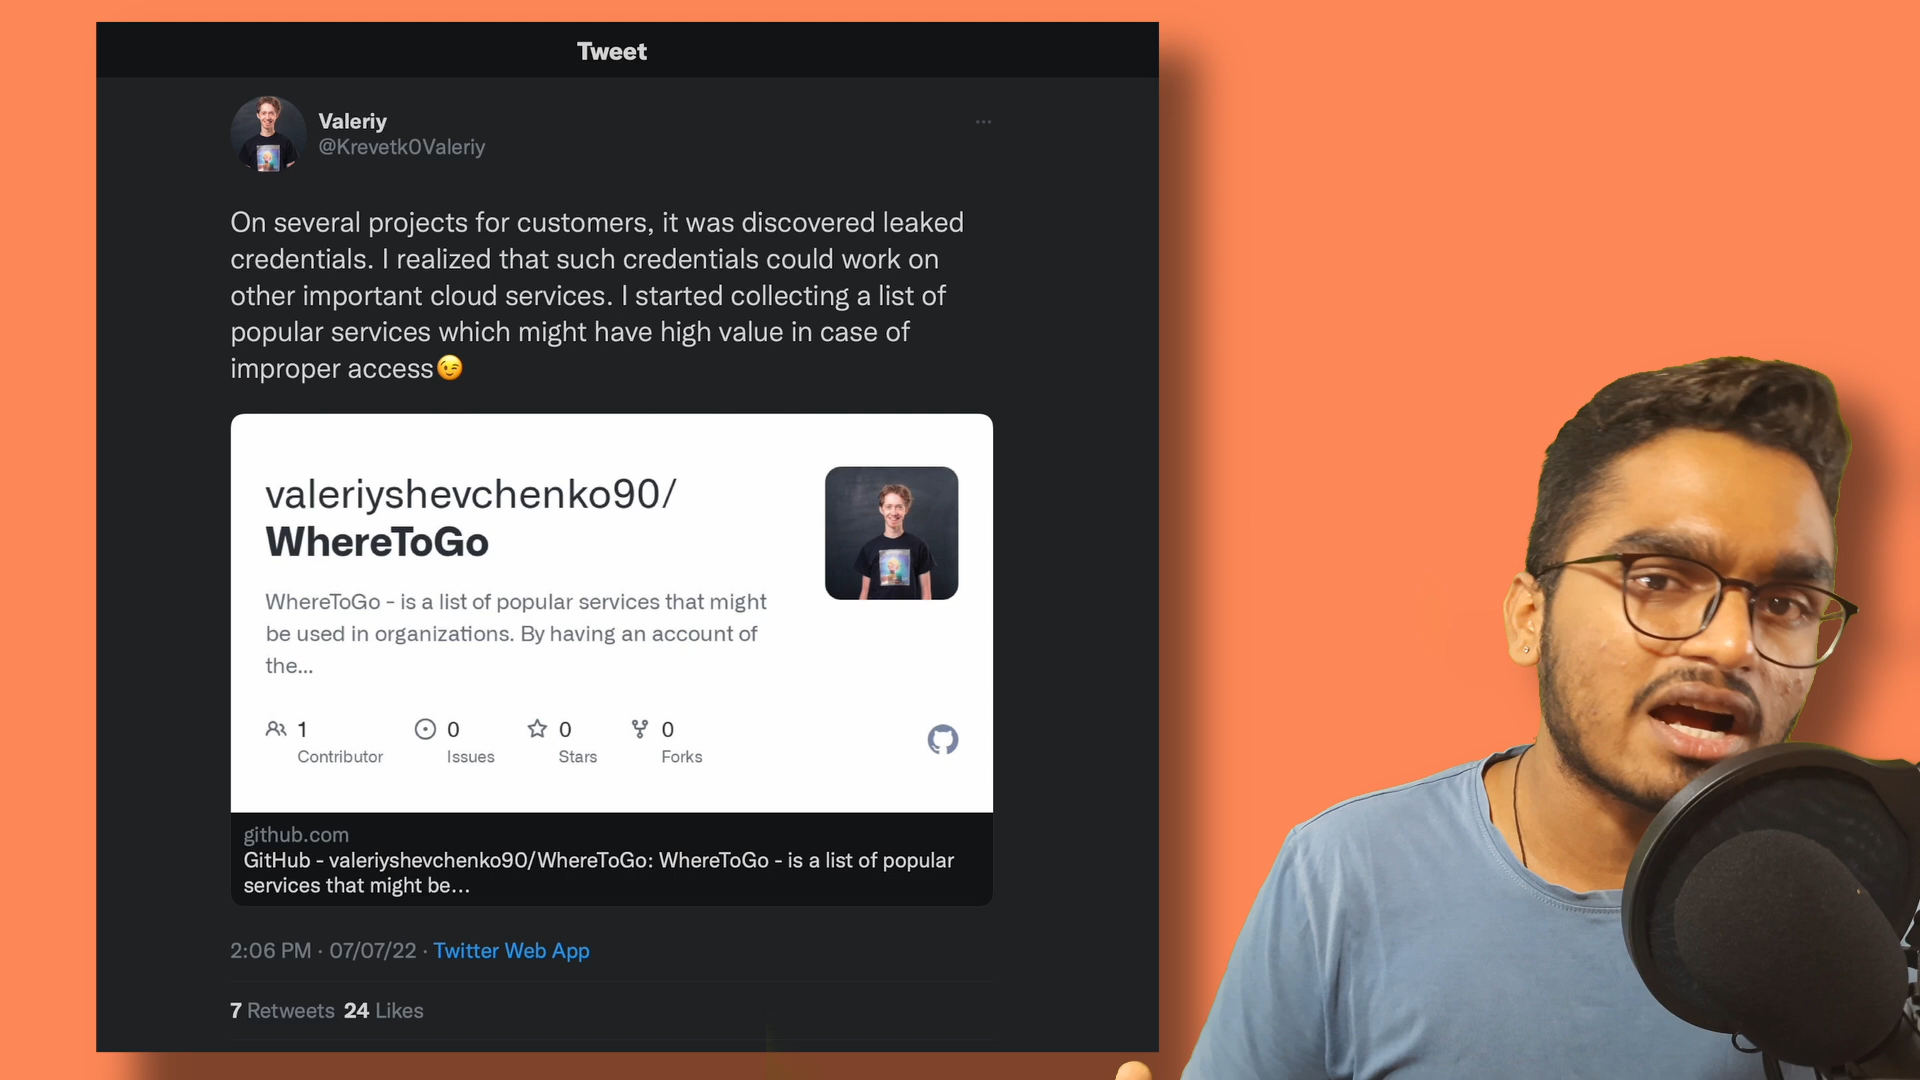 Tweet
Valeriy
@Krevetk0Valeriy
On several projects for customers, it was discovered leaked
credentials. I realized that such credentials could work on
other important cloud services. I started collecting a list of
popular services which might have high value in case of
improper access😉
valeriyshevchenko90/
WhereToGo
WhereToGo - is a list of popular services that might
be used in organizations. By having an account of
the...
1 Contributor
0 Issues
0 Stars
0 Forks
github.com
GitHub - valeriyshevchenko90/WhereToGo: WhereToGo - is a list of popular
services that might be...
2:06 PM · 07/07/22 · Twitter Web App
7 Retweets 24 Likes